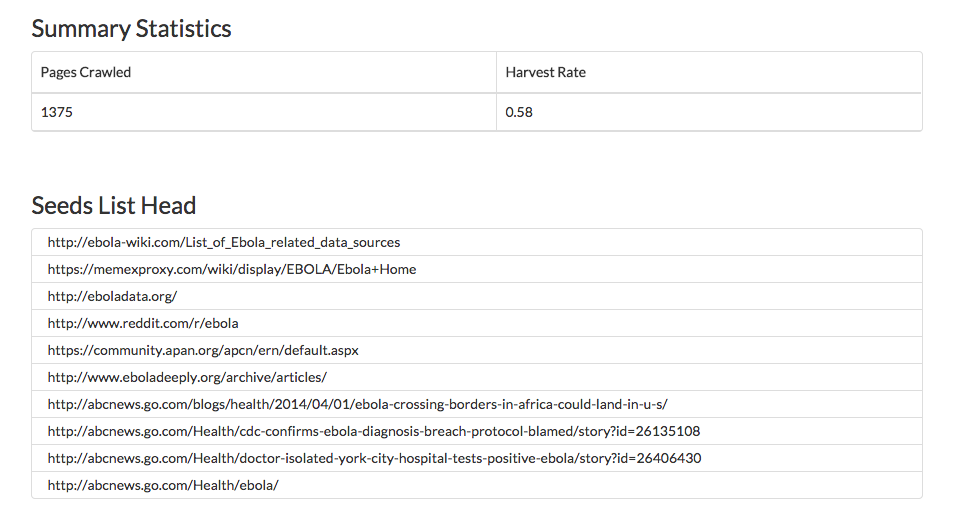 Summary Statistics
Pages Crawled Harvest Rate
1375 0.58
Seeds List Head
http://ebola-wiki.com/List_of_Ebola_related_data_sources
https://memexproxy.com/wiki/display/EBOLA/Ebola+Home
http://eboladata.org/
http://www.reddit.com/r/ebola
https://community.apan.org/apcn/ern/default.aspx
http://www.eboladeeply.org/archive/articles/
http://abcnews.go.com/blogs/health/2014/04/01/ebola-crossing-borders-in-africa-could-land-in-u-s/
http://abcnews.go.com/Health/cdc-confirms-ebola-diagnosis-breach-protocol-blamed/story?id=26135108
http://abcnews.go.com/Health/doctor-isolated-york-city-hospital-tests-positive-ebola/story?id=26406430
http://abcnews.go.com/Health/ebola/